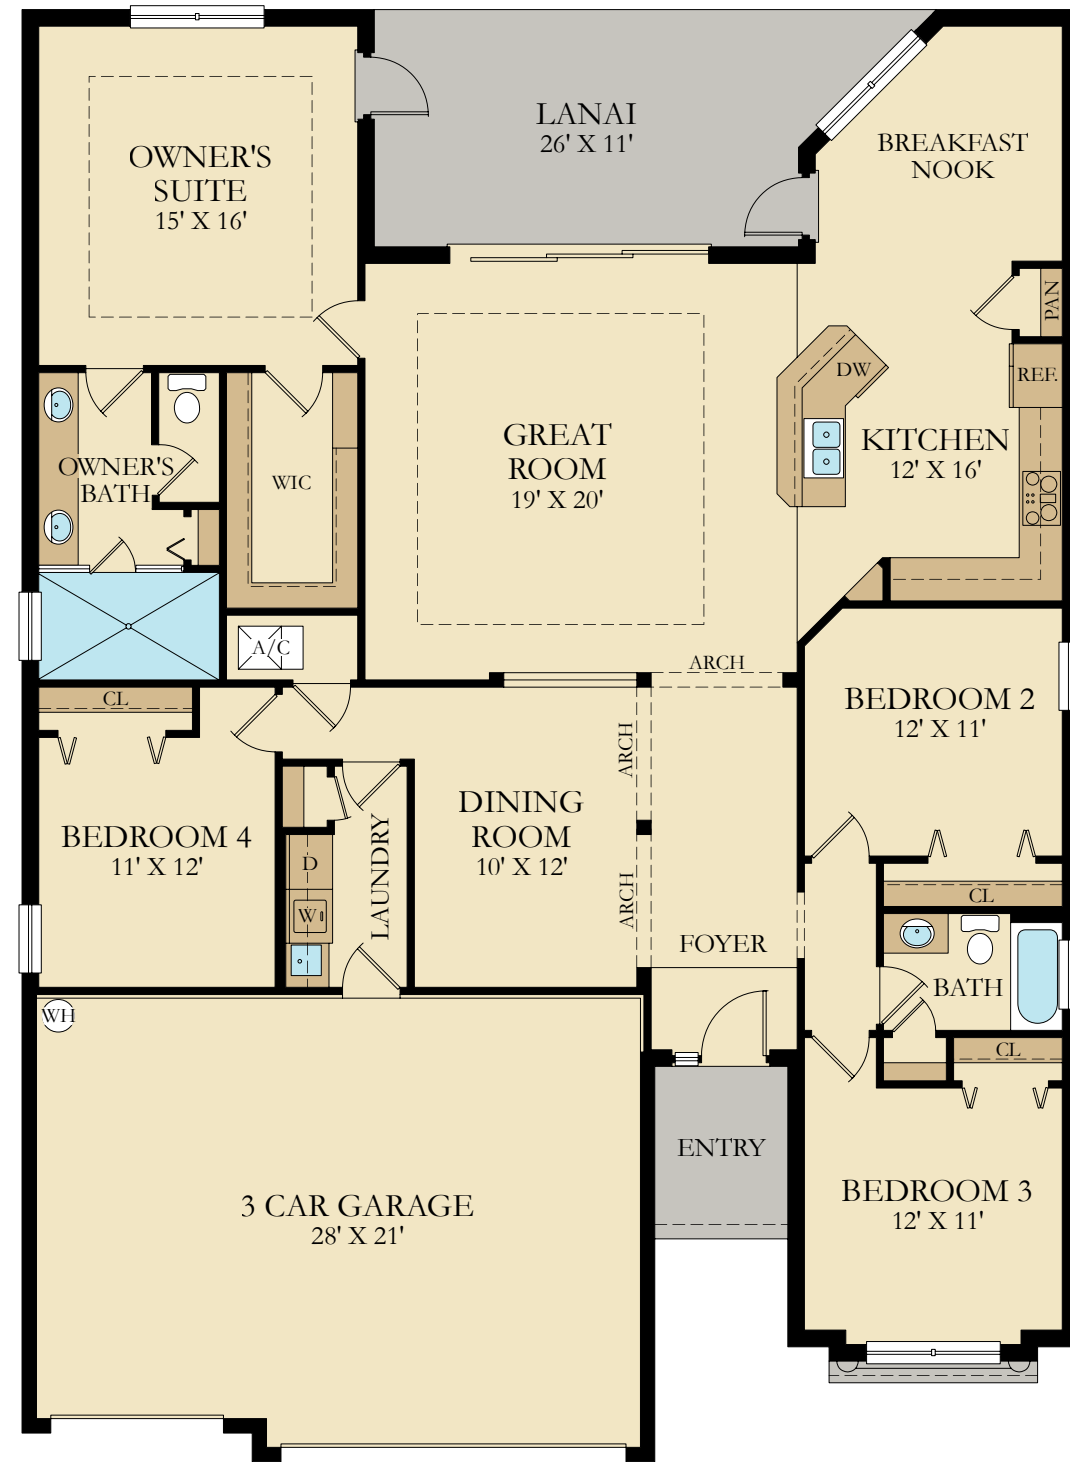 LANAI
26' X 11'
OWNER'S
SUITE
15' X 16'
BREAKFAST
NOOK
PAN
REF.
DW
KITCHEN
12' X 16'
GREAT
ROOM
19' X 20'
OWNER'S
BATH
WIC
A/C
ARCH
CL
BEDROOM 2
12' X 11'
ARCH
DINING
ROOM
10' X 12'
BEDROOM 4
11' X 12'
D
W
LAUNDRY
ARCH
CL
FOYER
BATH
WH
CL
ENTRY
BEDROOM 3
12' X 11'
3 CAR GARAGE
28' X 21'